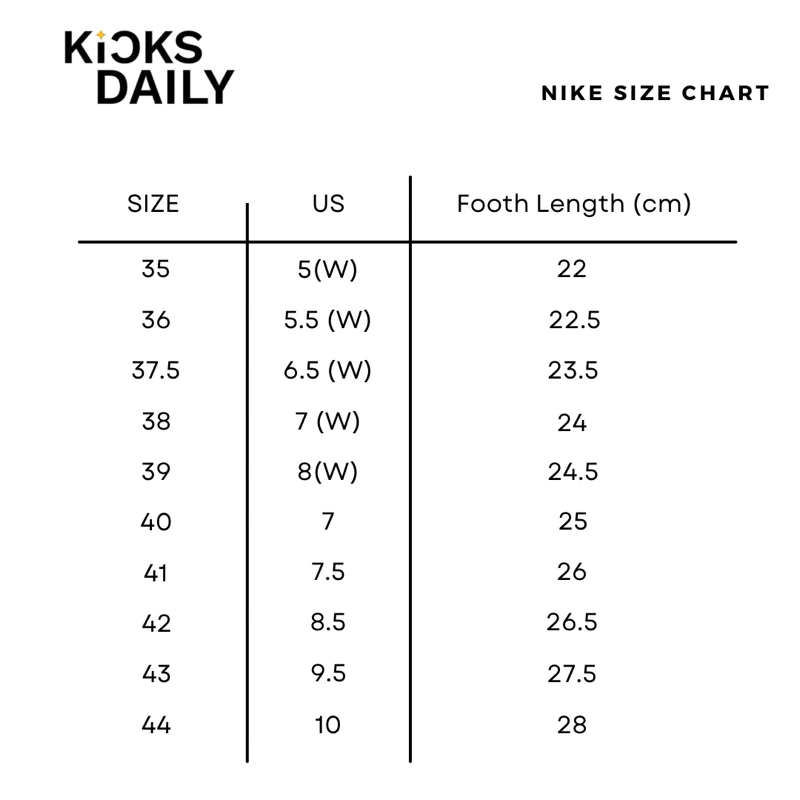 KiCKS
DAILY
NIKE SIZE CHART
SIZE US Footh Length (cm)
35 5(W) 22
36 5.5 (W) 22.5
37.5 6.5 (W) 23.5
38 7 (W) 24
39 8(W) 24.5
40 7 25
41 7.5 26
42 8.5 26.5
43 9.5 27.5
44 10 28